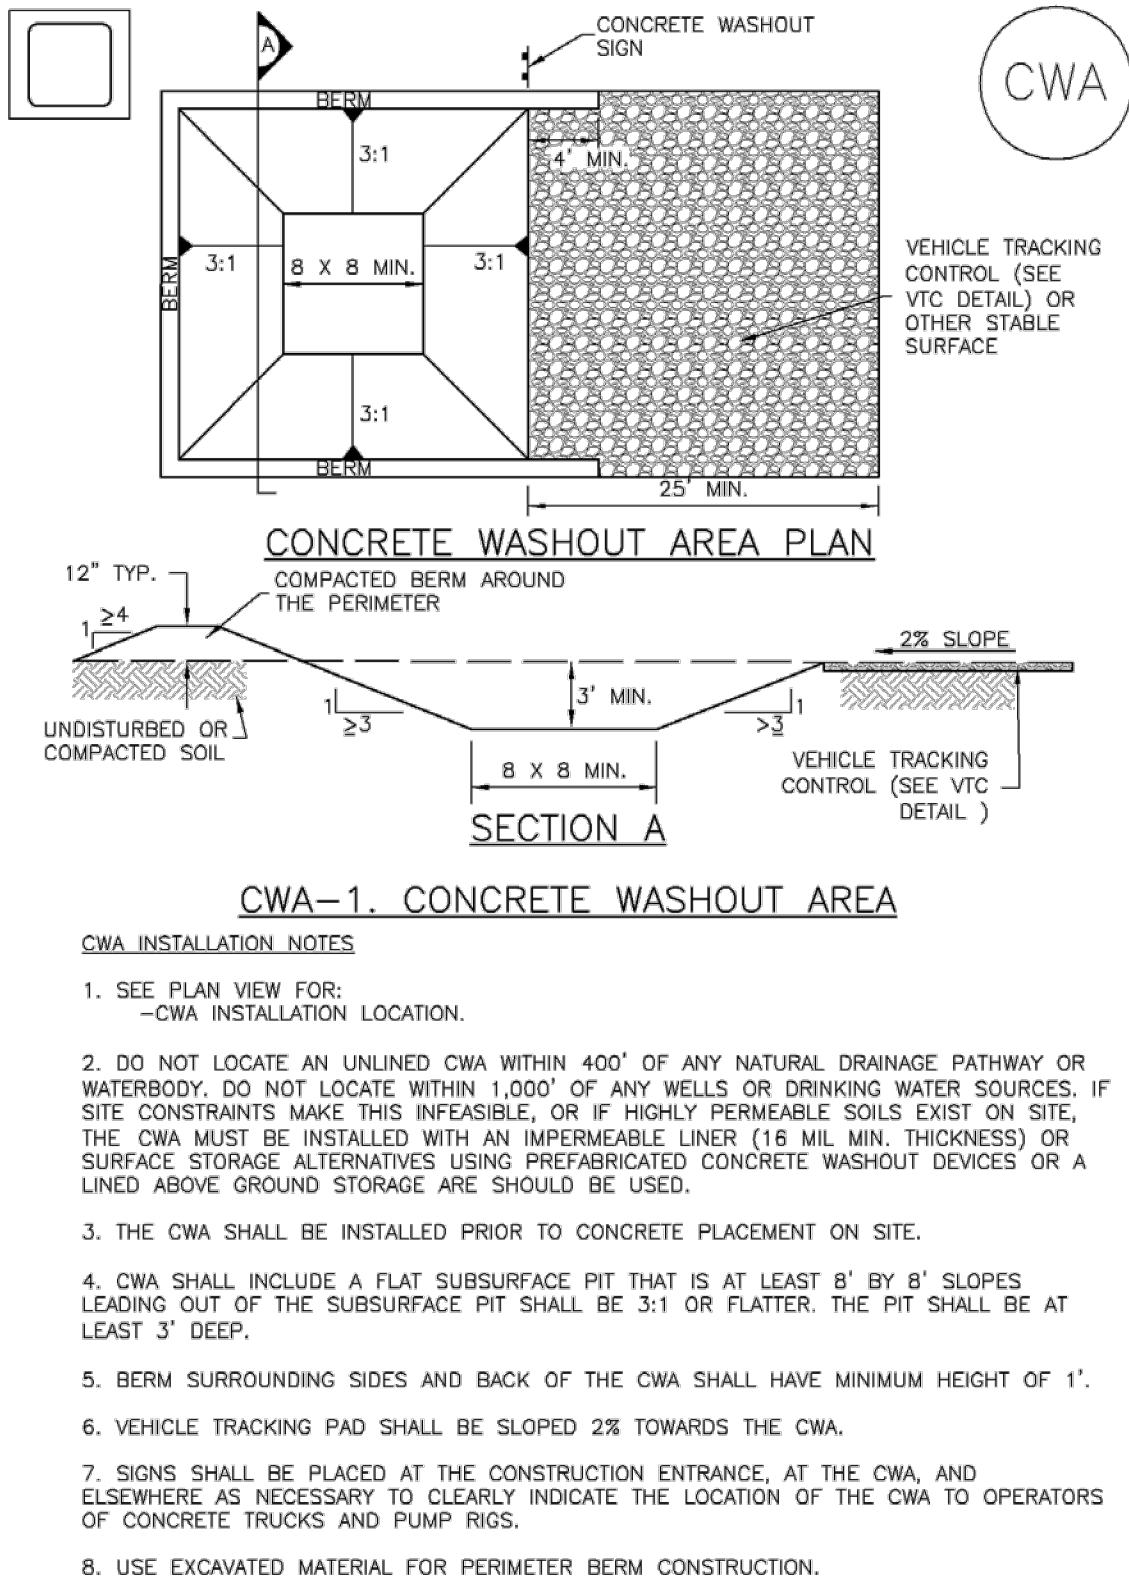 CONCRETE WASHOUT
SIGN
A
CWA
BERM
3:1
4' MIN.
VEHICLE TRACKING
CONTROL (SEE
VTC DETAIL) OR
OTHER STABLE
SURFACE
BERM
3:1
8 X 8 MIN.
3:1
3:1
BERM
25' MIN.
CONCRETE WASHOUT AREA PLAN
12" TYP.
COMPACTED BERM AROUND
THE PERIMETER
1
≥4
2% SLOPE
3' MIN.
1
≥3
1
>3
UNDISTURBED OR
COMPACTED SOIL
8 X 8 MIN.
VEHICLE TRACKING
CONTROL (SEE VTC
DETAIL )
SECTION A
CWA-1. CONCRETE WASHOUT AREA
CWA INSTALLATION NOTES
1. SEE PLAN VIEW FOR:
-CWA INSTALLATION LOCATION.
2. DO NOT LOCATE AN UNLINED CWA WITHIN 400' OF ANY NATURAL DRAINAGE PATHWAY OR
WATERBODY. DO NOT LOCATE WITHIN 1,000' OF ANY WELLS OR DRINKING WATER SOURCES. IF
SITE CONSTRAINTS MAKE THIS INFEASIBLE, OR IF HIGHLY PERMEABLE SOILS EXIST ON SITE,
THE CWA MUST BE INSTALLED WITH AN IMPERMEABLE LINER (16 MIL MIN. THICKNESS) OR
SURFACE STORAGE ALTERNATIVES USING PREFABRICATED CONCRETE WASHOUT DEVICES OR A
LINED ABOVE GROUND STORAGE ARE SHOULD BE USED.
3. THE CWA SHALL BE INSTALLED PRIOR TO CONCRETE PLACEMENT ON SITE.
4. CWA SHALL INCLUDE A FLAT SUBSURFACE PIT THAT IS AT LEAST 8' BY 8' SLOPES
LEADING OUT OF THE SUBSURFACE PIT SHALL BE 3:1 OR FLATTER. THE PIT SHALL BE AT
LEAST 3' DEEP.
5. BERM SURROUNDING SIDES AND BACK OF THE CWA SHALL HAVE MINIMUM HEIGHT OF 1'.
6. VEHICLE TRACKING PAD SHALL BE SLOPED 2% TOWARDS THE CWA.
7. SIGNS SHALL BE PLACED AT THE CONSTRUCTION ENTRANCE, AT THE CWA, AND
ELSEWHERE AS NECESSARY TO CLEARLY INDICATE THE LOCATION OF THE CWA TO OPERATORS
OF CONCRETE TRUCKS AND PUMP RIGS.
8. USE EXCAVATED MATERIAL FOR PERIMETER BERM CONSTRUCTION.